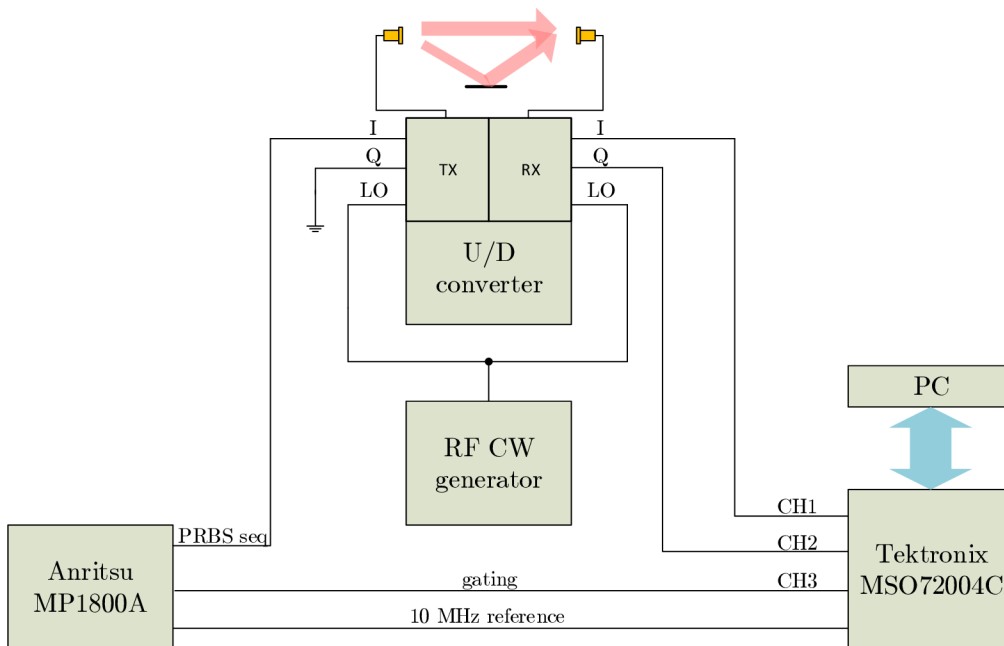 I
I
Q
TX
RX
Q
LO
LO
U/D
converter
PC
RF CW
generator
CH1
PRBS seq
CH2
Anritsu
MP1800A
Tektronix
MSO72004C
gating
CH3
10 MHz reference